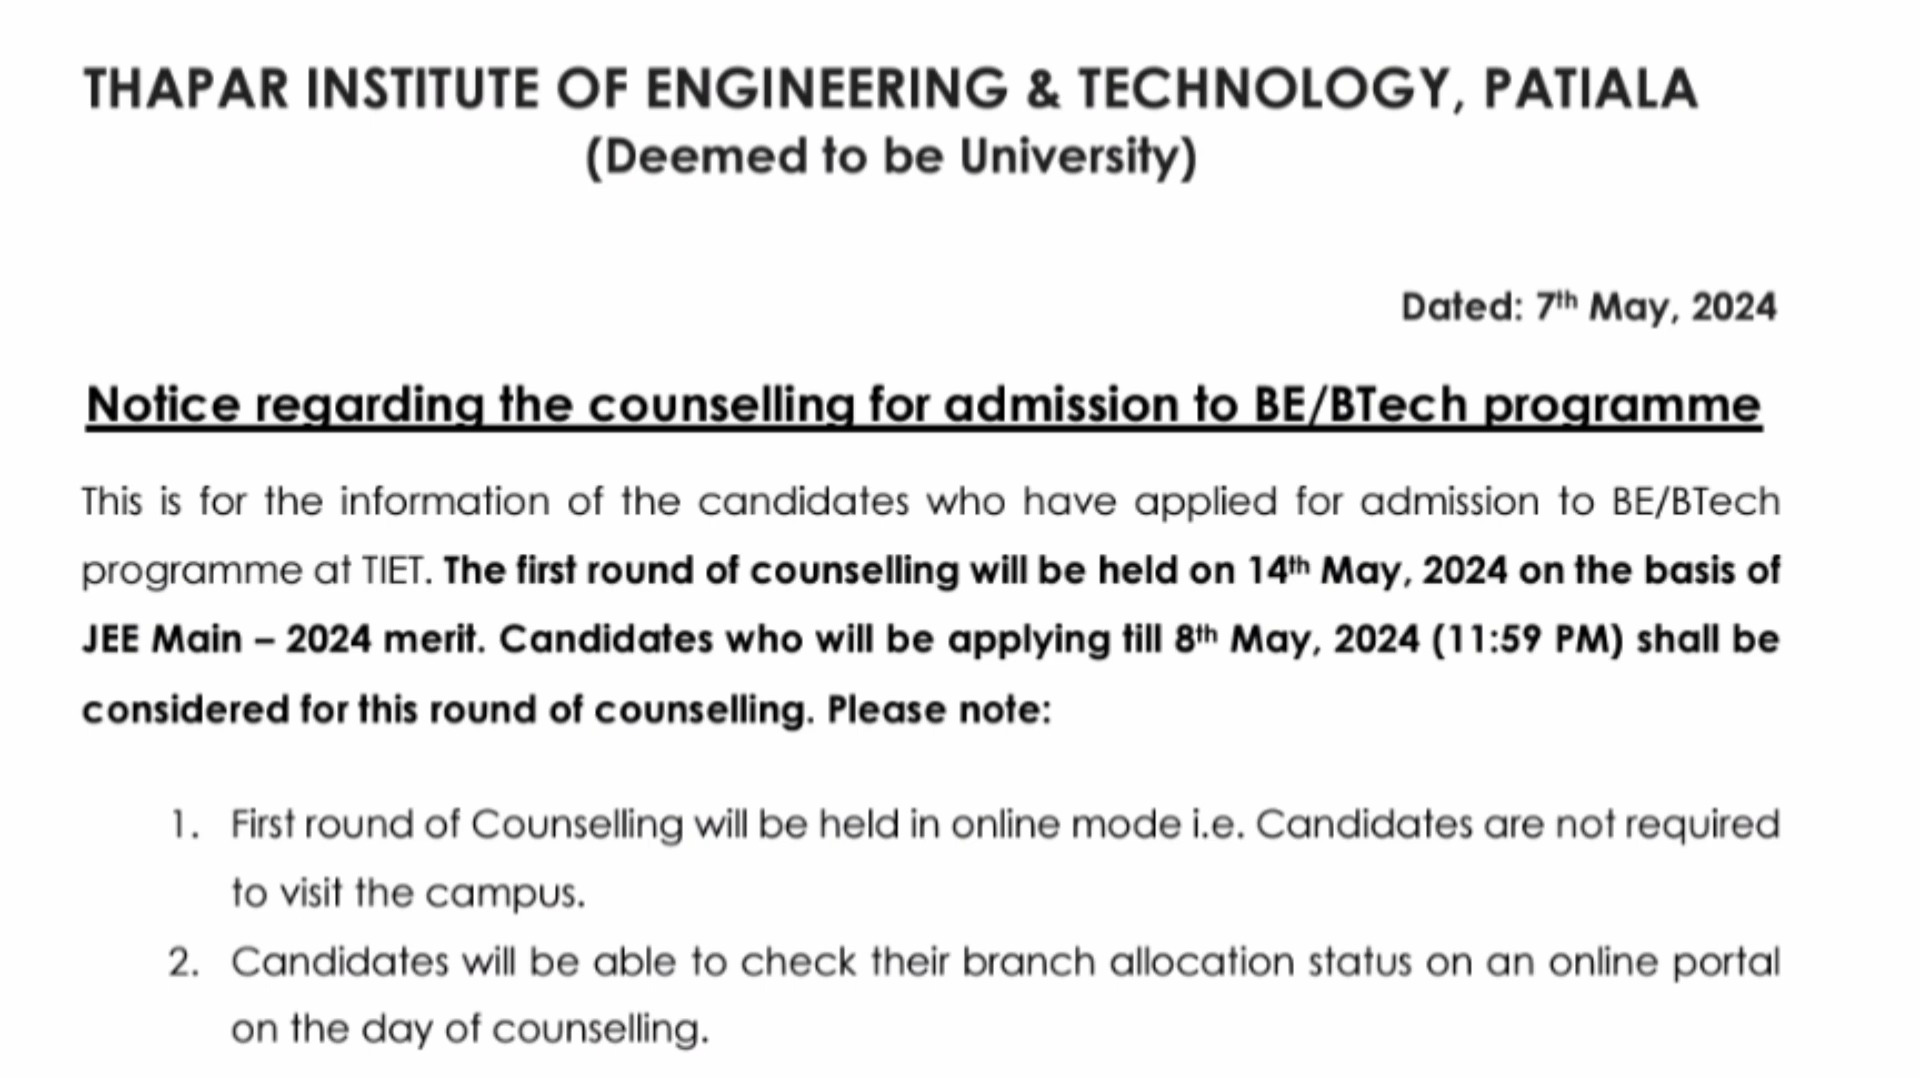 THAPAR INSTITUTE OF ENGINEERING & TECHNOLOGY, PATIALA
(Deemed to be University)
Dated: 7th May, 2024
Notice regarding the counselling for admission to BE/BTech programme
This is for the information of the candidates who have applied for admission to BE/BTech
programme at TIET. The first round of counselling will be held on 14th May, 2024 on the basis of
JEE Main – 2024 merit. Candidates who will be applying till 8th May, 2024 (11:59 PM) shall be
considered for this round of counselling. Please note:
1. First round of Counselling will be held in online mode i.e. Candidates are not required
to visit the campus.
2. Candidates will be able to check their branch allocation status on an online portal
on the day of counselling.